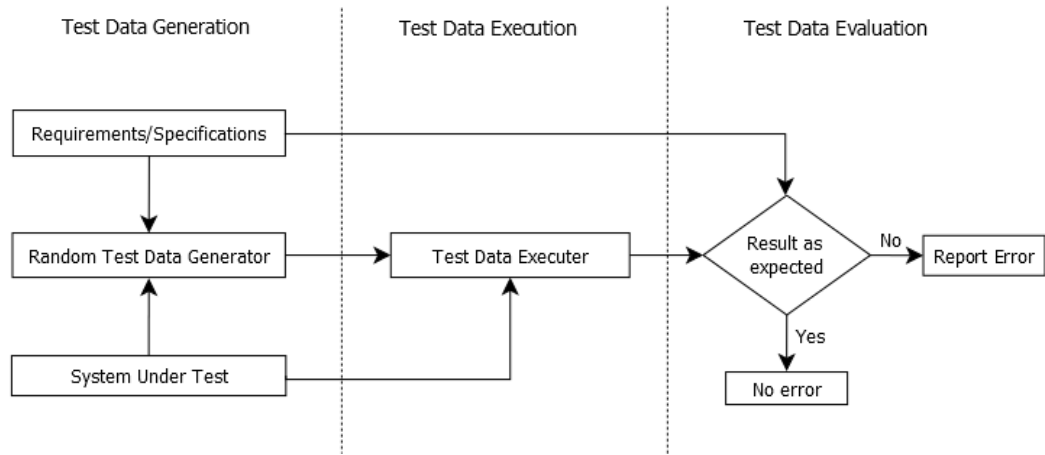 Test Data Generation
Test Data Execution
Test Data Evaluation
Requirements/Specifications
Random Test Data Generator
Test Data Executer
Result as
expected
No
Report Error
Yes
System Under Test
No error